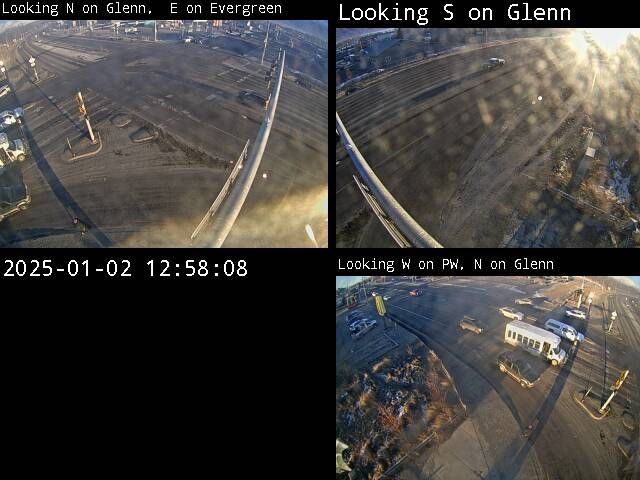 Looking N on Glenn,  E on Evergreen
Looking S on Glenn
2025-01-02 12:58:08
Looking W on PW, N on Glenn